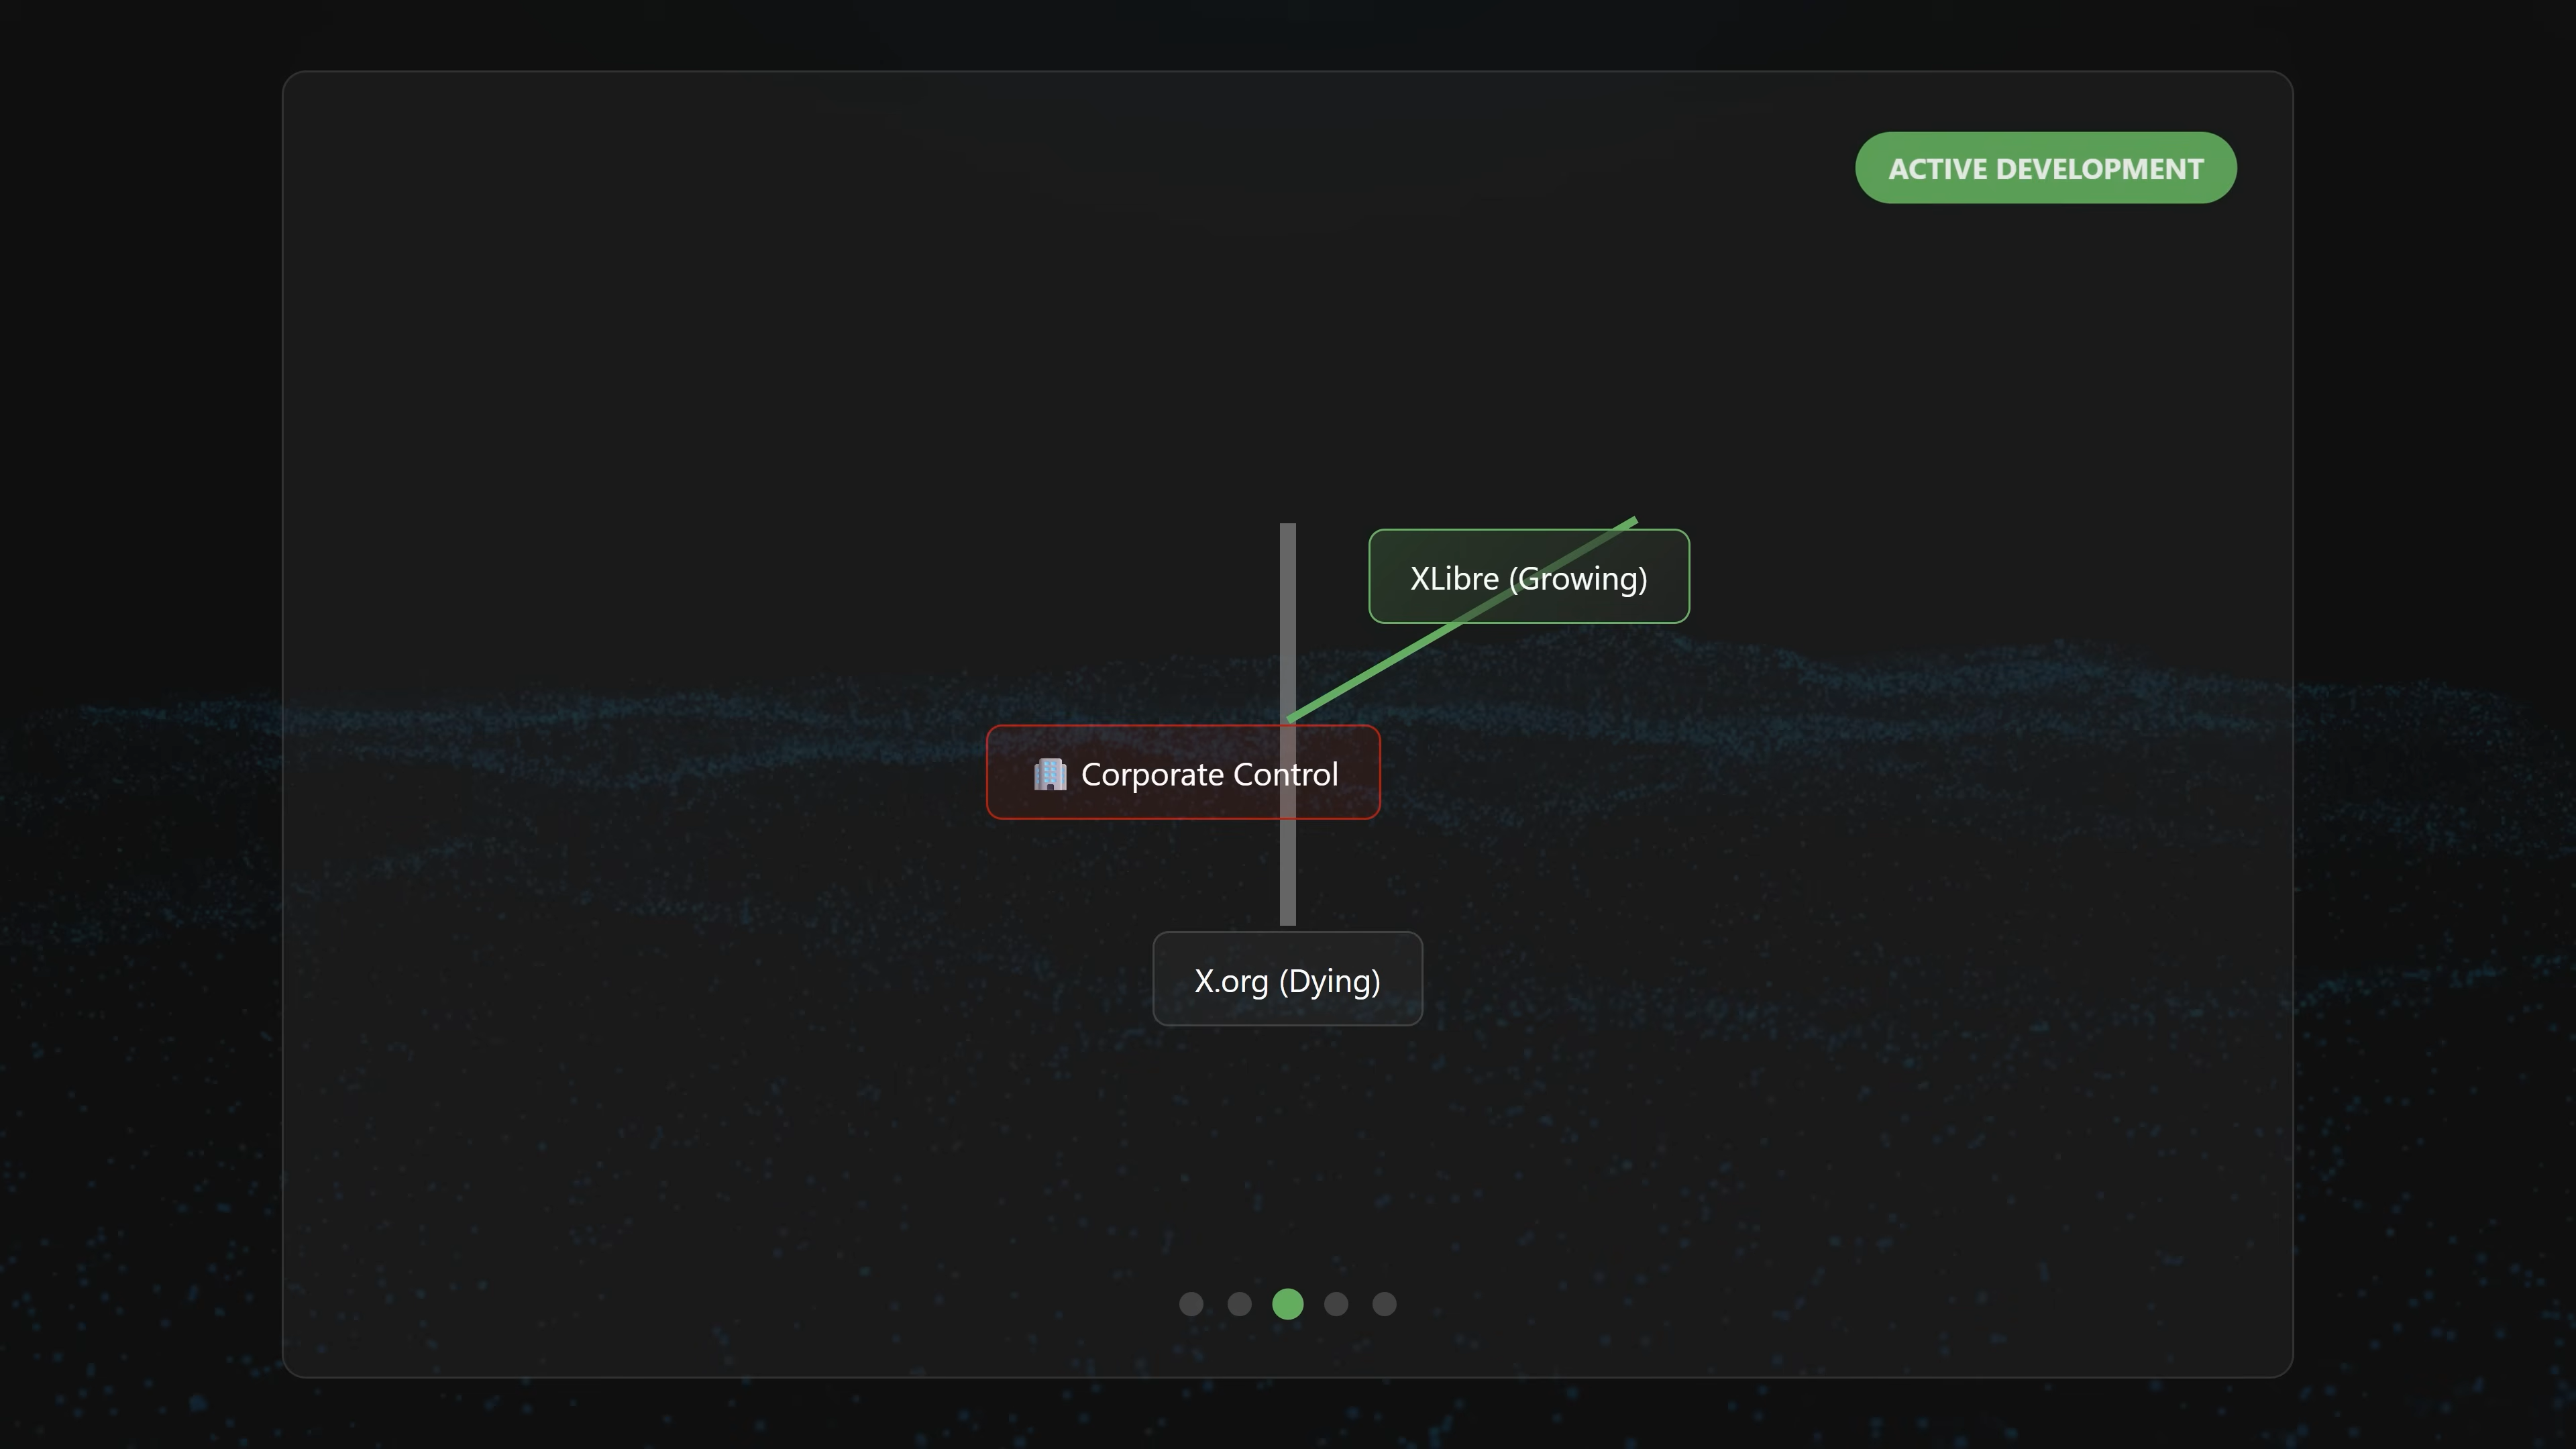 ACTIVE DEVELOPMENT
XLibre (Growing)
Corporate Control
X.org (Dying)